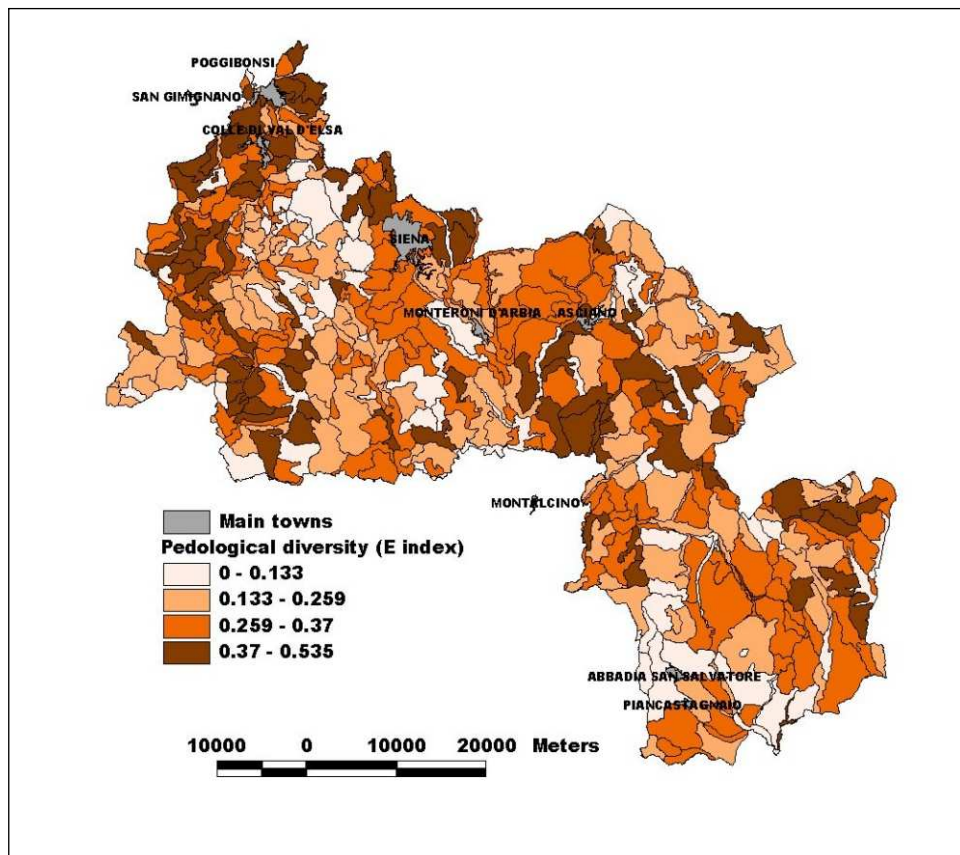 POGGIBONSI
SAN GIMIGNANO
COLLE DI VAL D'ELSA
SIENA
MONTERONI D'ARBIA ASCIANO
MONTALCINO
Main towns
Pedological diversity (E index)
0 - 0.133
0.133 - 0.259
0.259 - 0.37
0.37 - 0.535
ABBADIA SAN SALVATORE
PIANCASTAGNAIO
10000 0 10000 20000 Meters